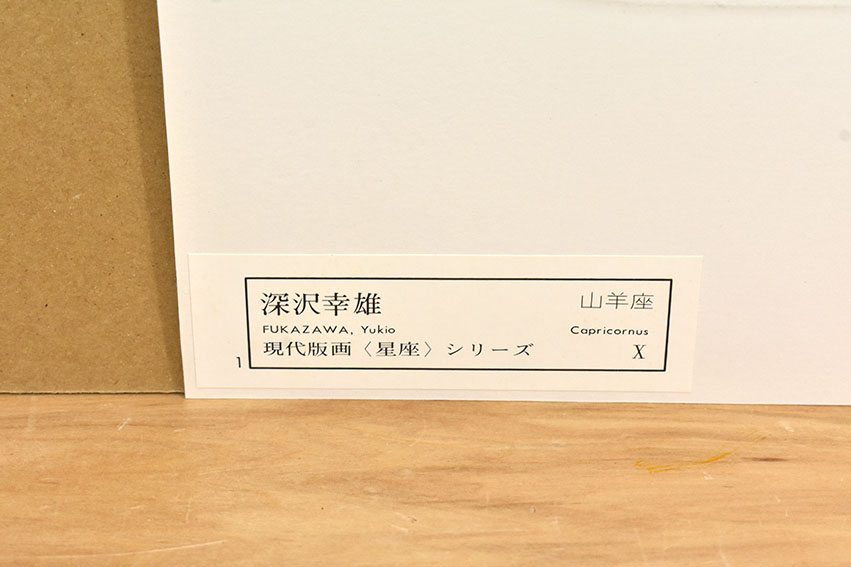 深沢幸雄 山羊座
FUKAZAWA, Yukio Capricornus
現代版画〈星座〉シリーズ X
1